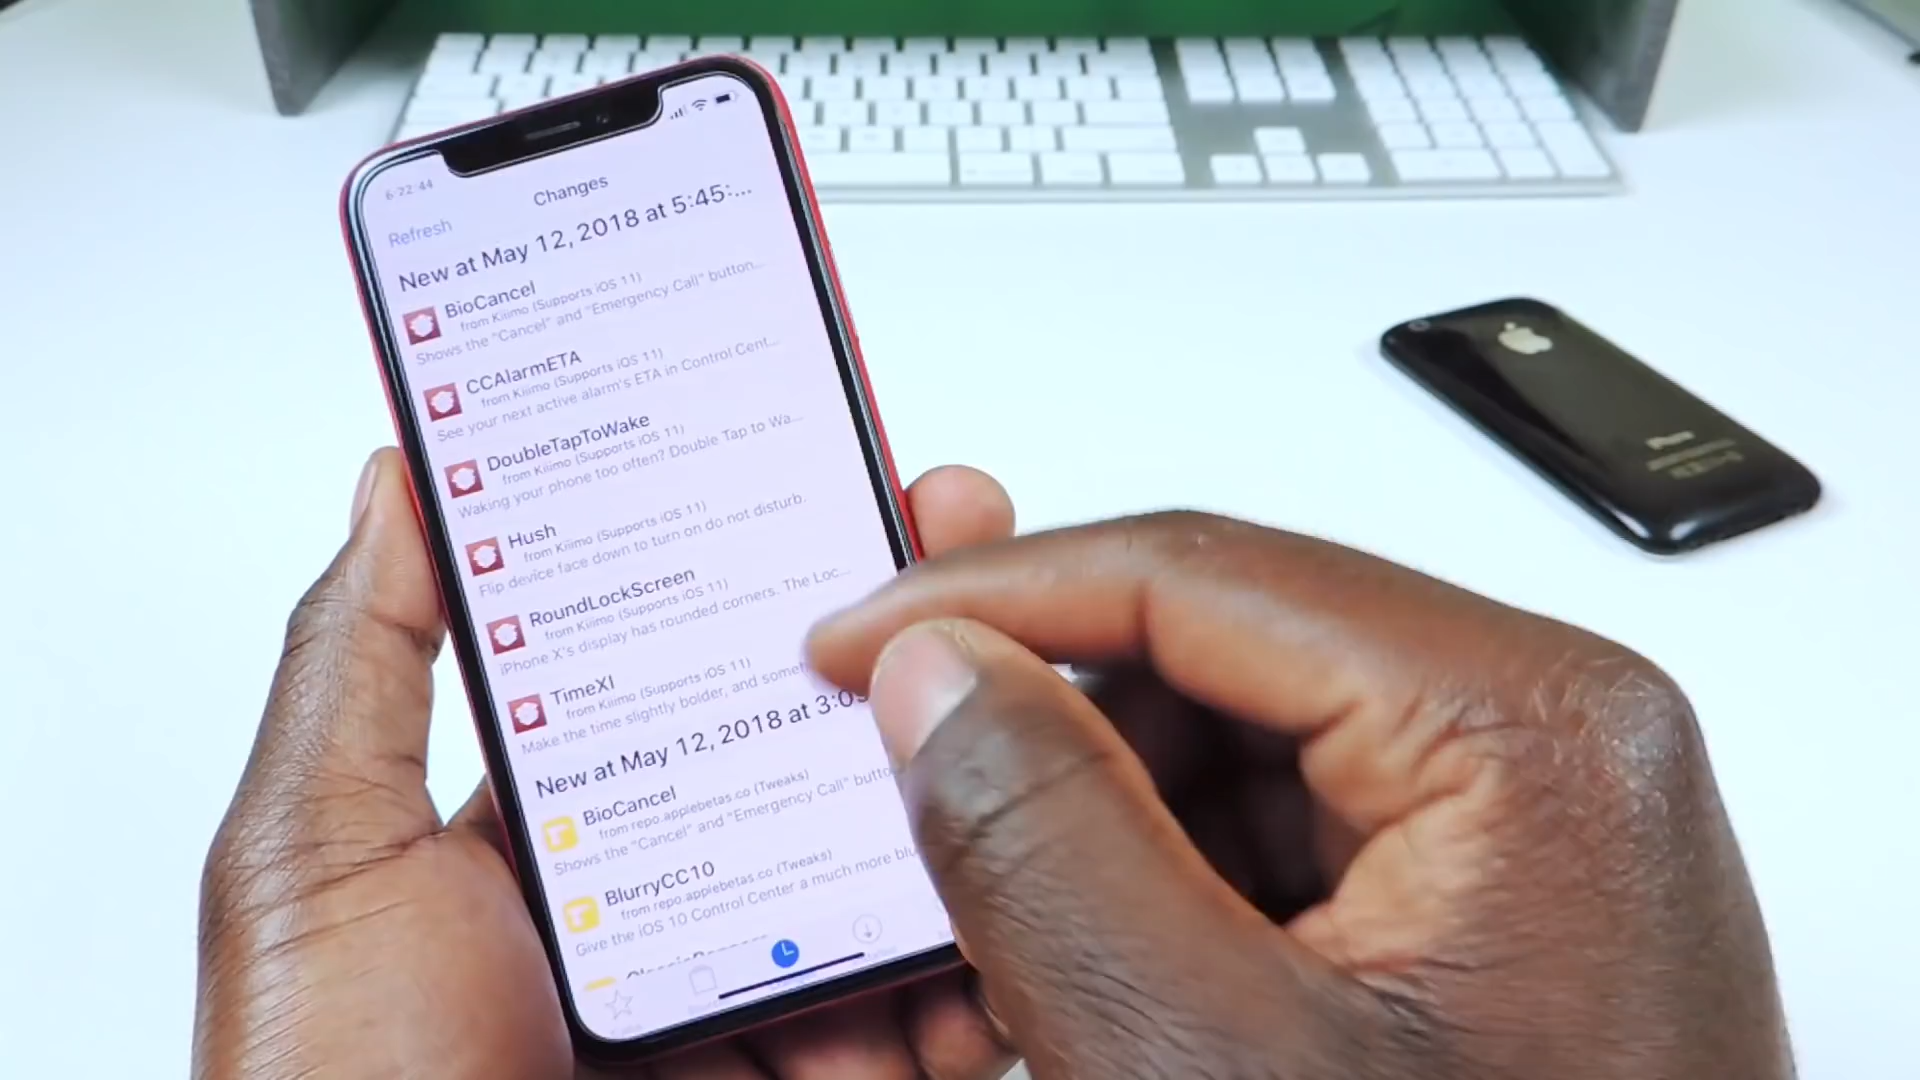 6:22:44
Changes
Refresh
New at May 12, 2018 at 5:45:...
BioCancel
from Kiiimo (Supports iOS 11)
Shows the "Cancel" and "Emergency Call" button...
CCAlarmETA
from Kiiimo (Supports iOS 11)
See your next active alarm's ETA in Control Cent...
DoubleTapToWake
from Kiiimo (Supports iOS 11)
Waking your phone too often? Double Tap to Wa...
Hush
from Kiiimo (Supports iOS 11)
Flip device face down to turn on do not disturb.
RoundLockScreen
from Kiiimo (Supports iOS 11)
iPhone X's display has rounded corners. The Loc...
TimeXI
from Kiiimo (Supports iOS 11)
Make the time slightly bolder, and someth
New at May 12, 2018 at 3:0
BioCancel
from repo.applebetas.co (Tweaks)
Shows the "Cancel" and "Emergency Call" butto
BlurryCC10
from repo.applebetas.co (Tweaks)
Give the iOS 10 Control Center a much more blu
iPhone